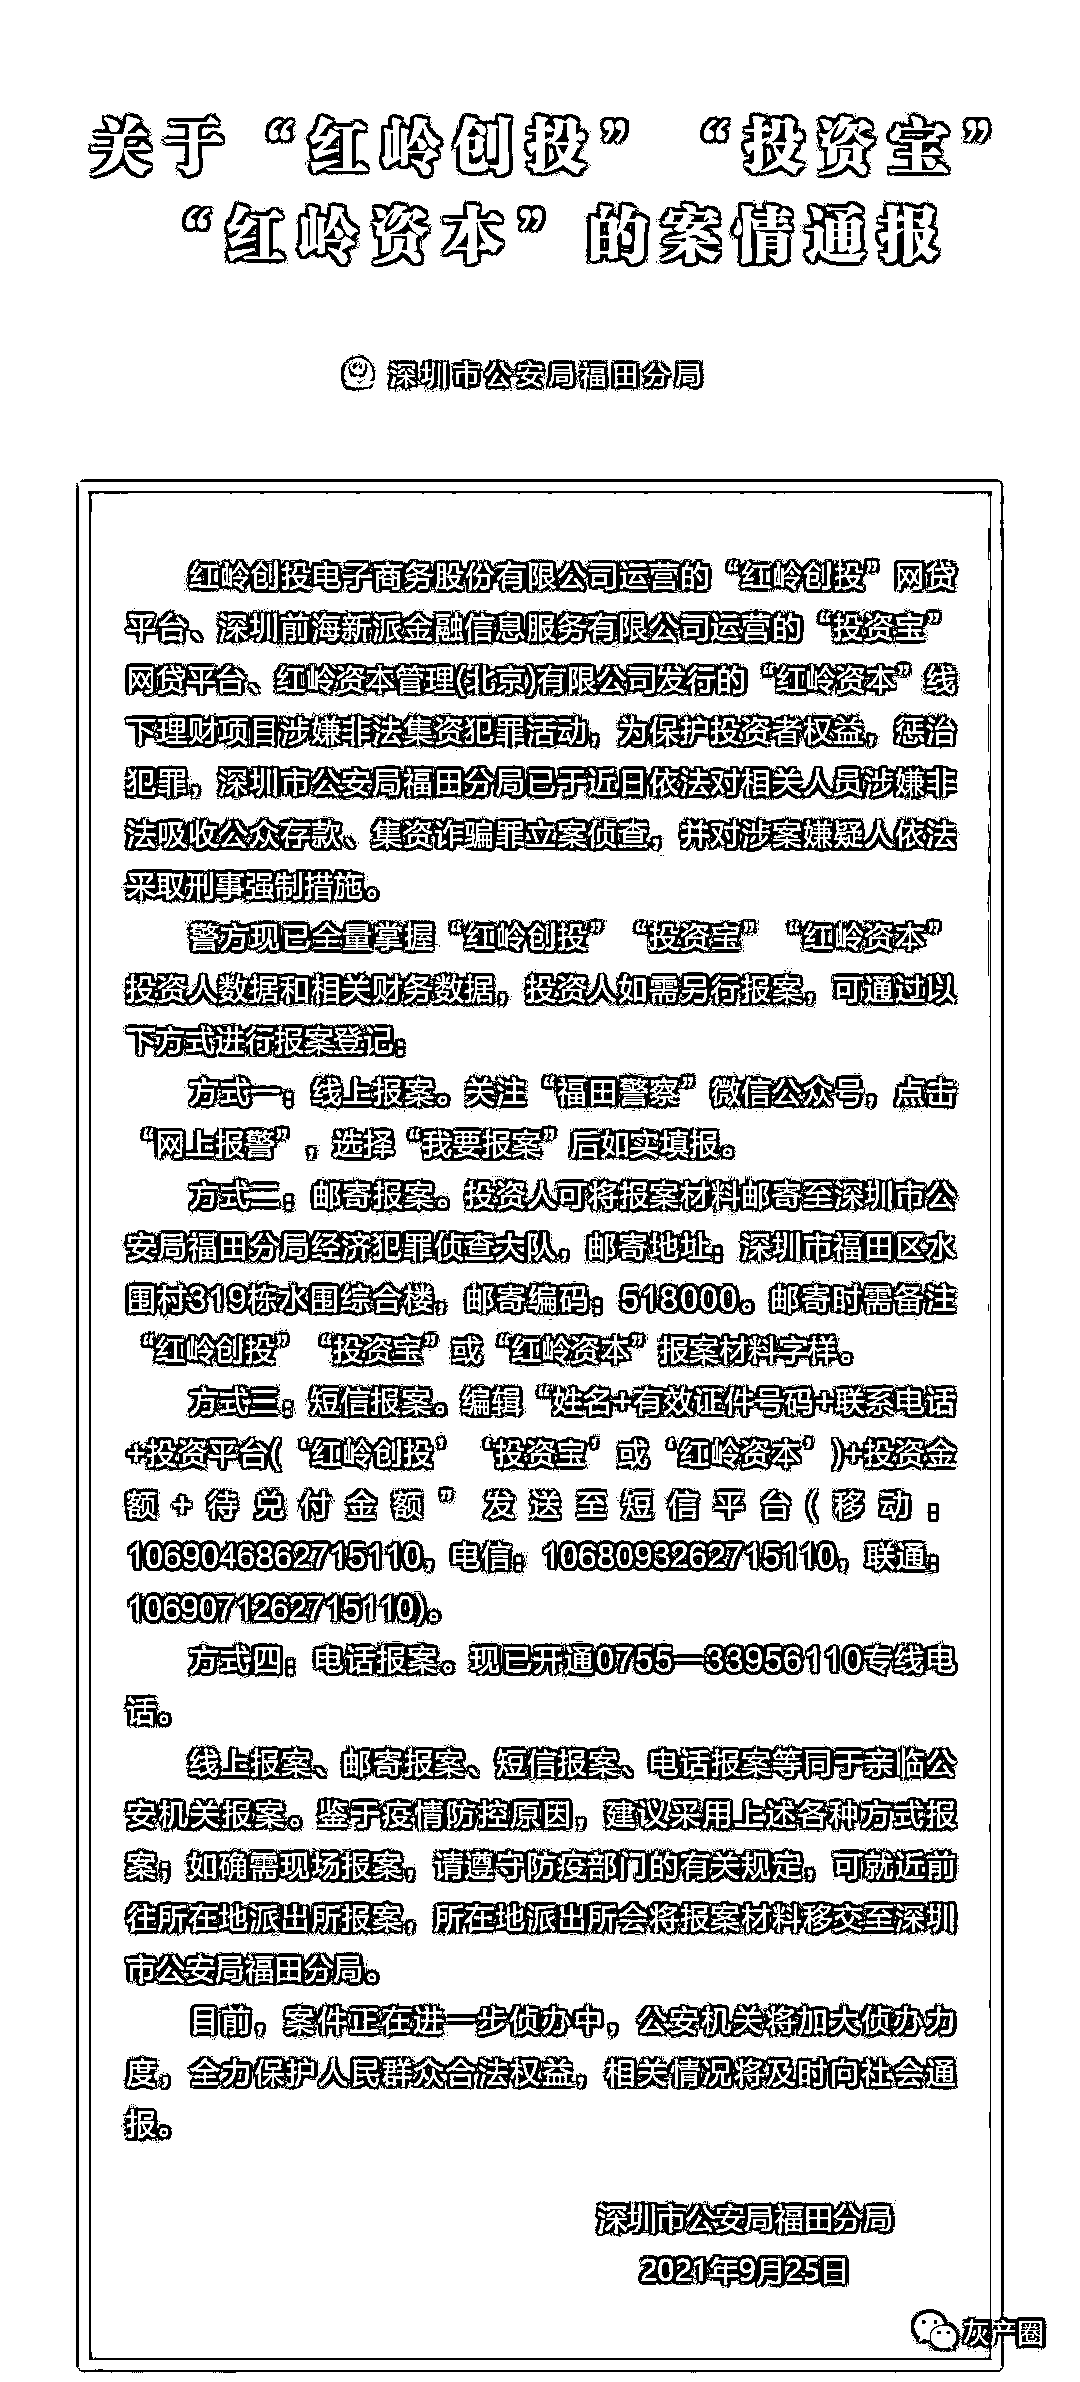 关于“红岭创投” “投资宝”
“红岭资本”的案情通报
深圳市公安局福田分局
红岭创投电子商务股份有限公司运营的“红岭创投”网贷
平台、深圳前海新派金融信息服务有限公司运营的“投资宝”
网贷平台、红岭资本管理(北京)有限公司发行的“红岭资本”线
下理财项目涉嫌非法集资犯罪活动，为保护投资者权益，惩治
犯罪，深圳市公安局福田分局已于近日依法对相关人员涉嫌非
法吸收公众存款、集资诈骗罪立案侦查，并对涉案嫌疑人依法
采取刑事强制措施。
警方现已全量掌握“红岭创投”“投资宝”“红岭资本”
投资人数据和相关财务数据，投资人如需另行报案，可通过以
下方式进行报案登记：
方式一：线上报案。关注“福田警察”微信公众号，点击
“网上报警”，选择“我要报案”后如实填报。
方式二：邮寄报案。投资人可将报案材料邮寄至深圳市公
安局福田分局经济犯罪侦查大队，邮寄地址：深圳市福田区水
围村319栋水围综合楼，邮寄编码：518000。邮寄时需备注
“红岭创投”“投资宝”或“红岭资本”报案材料字样。
方式三：短信报案。编辑“姓名+有效证件号码+联系电话
+投资平台(‘红岭创投’‘投资宝’或‘红岭资本’)+投资金
额+待兑付金额”发送至短信平台(移动：
1069046862715110，电信：1068093262715110，联通：
1069071262715110)。
方式四：电话报案。现已开通0755—33956110专线电
话。
线上报案、邮寄报案、短信报案、电话报案等同于亲临公
安机关报案。鉴于疫情防控原因，建议采用上述各种方式报
案；如确需现场报案，请遵守防疫部门的有关规定，可就近前
往所在地派出所报案，所在地派出所会将报案材料移交至深圳
市公安局福田分局。
目前，案件正在进一步侦办中，公安机关将加大侦办力
度，全力保护人民群众合法权益，相关情况将及时向社会通
报。
深圳市公安局福田分局
2021年9月25日
灰产圈